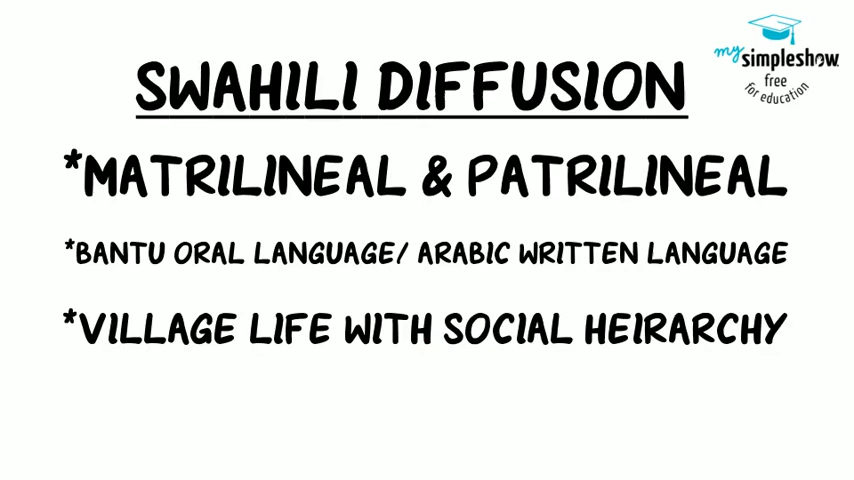 my
simpleshow
free
for education
SWAHILI DIFFUSION
*MATRILINEAL & PATRILINEAL
*BANTU ORAL LANGUAGE/ ARABIC WRITTEN LANGUAGE
*VILLAGE LIFE WITH SOCIAL HEIRARCHY